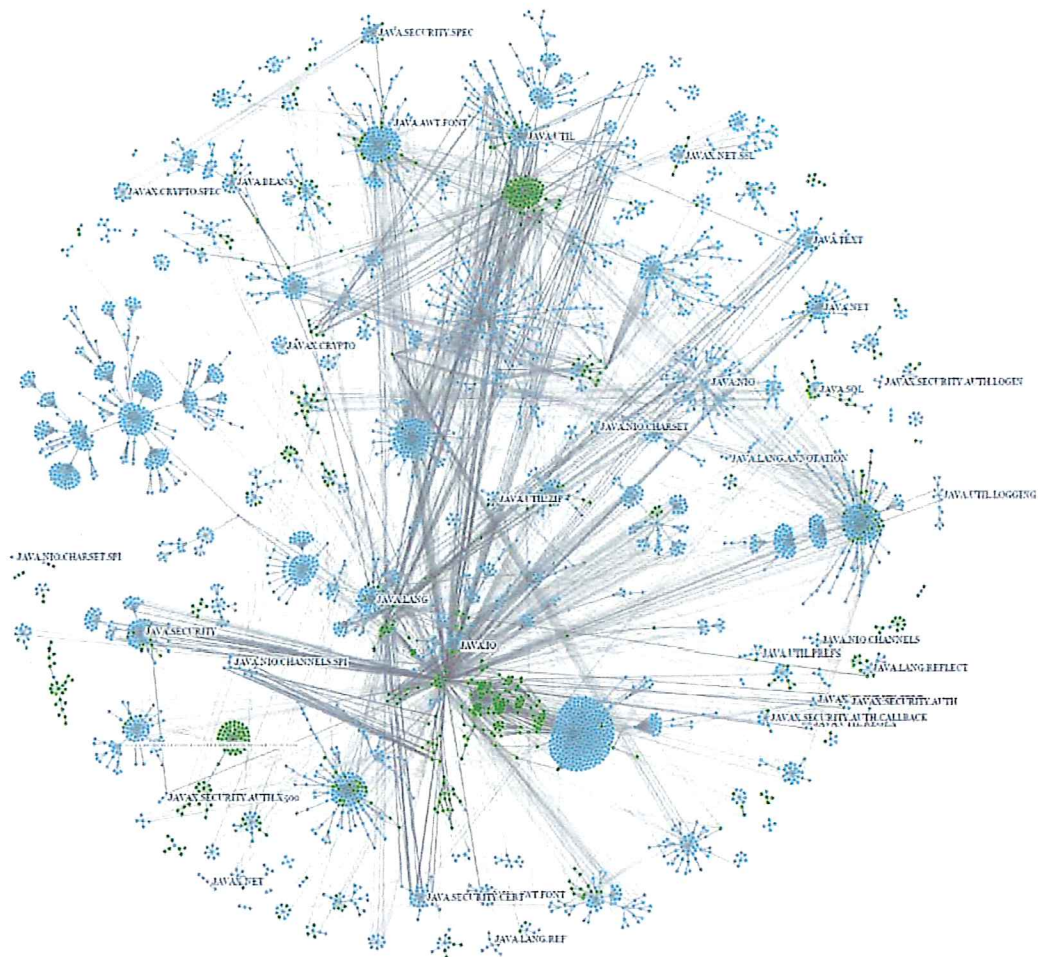 JAVA.SECURITY.SPEC
JAVA.AWT.FONT
JAVA.UTIL
JAVAX.NET.SSL
JAVAX.CRYPTO.SPEC
JAVA.BEANS
JAVA.TEXT
JAVA.NET
JAVAX.CRYPTO
JAVA.NIO
JAVA.SQL
JAVAX.SECURITY.AUTH.LOGIN
JAVA.NIO.CHARSET
JAVA.LANG.ANNOTATION
JAVA.UTIL.ZIP
JAVA.UTIL.LOGGING
JAVA.NIO.CHARSET.SPI
JAVA.LANG
JAVA.SECURITY
JAVA.IO
JAVA.NIO.CHANNELS
JAVA.UTIL.PREFS
JAVA.NIO.CHANNELS.SPI
JAVA.LANG.REFLECT
JAVAX.SECURITY.AUTH
JAVAX.SECURITY.AUTH.CALLBACK
JAVAX.SECURITY.AUTH.X500
JAVAX.NET
JAVA.SECURITY.CERT
JAVA.LANG.REF